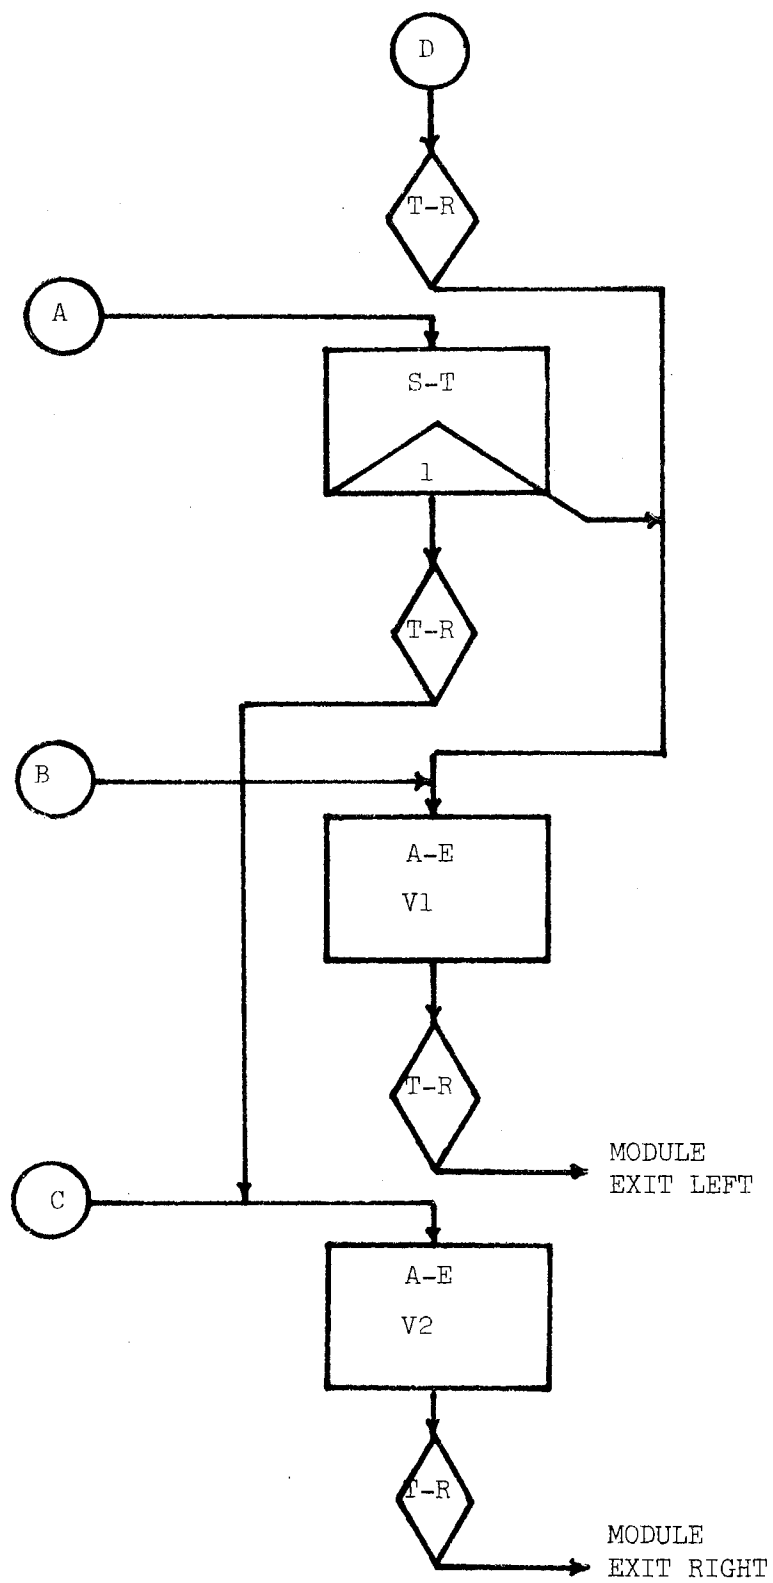 D
T-R
A
S-T
1
T-R
B
A-E
V1
T-R
MODULE
EXIT LEFT
C
A-E
V2
T-R
MODULE
EXIT RIGHT